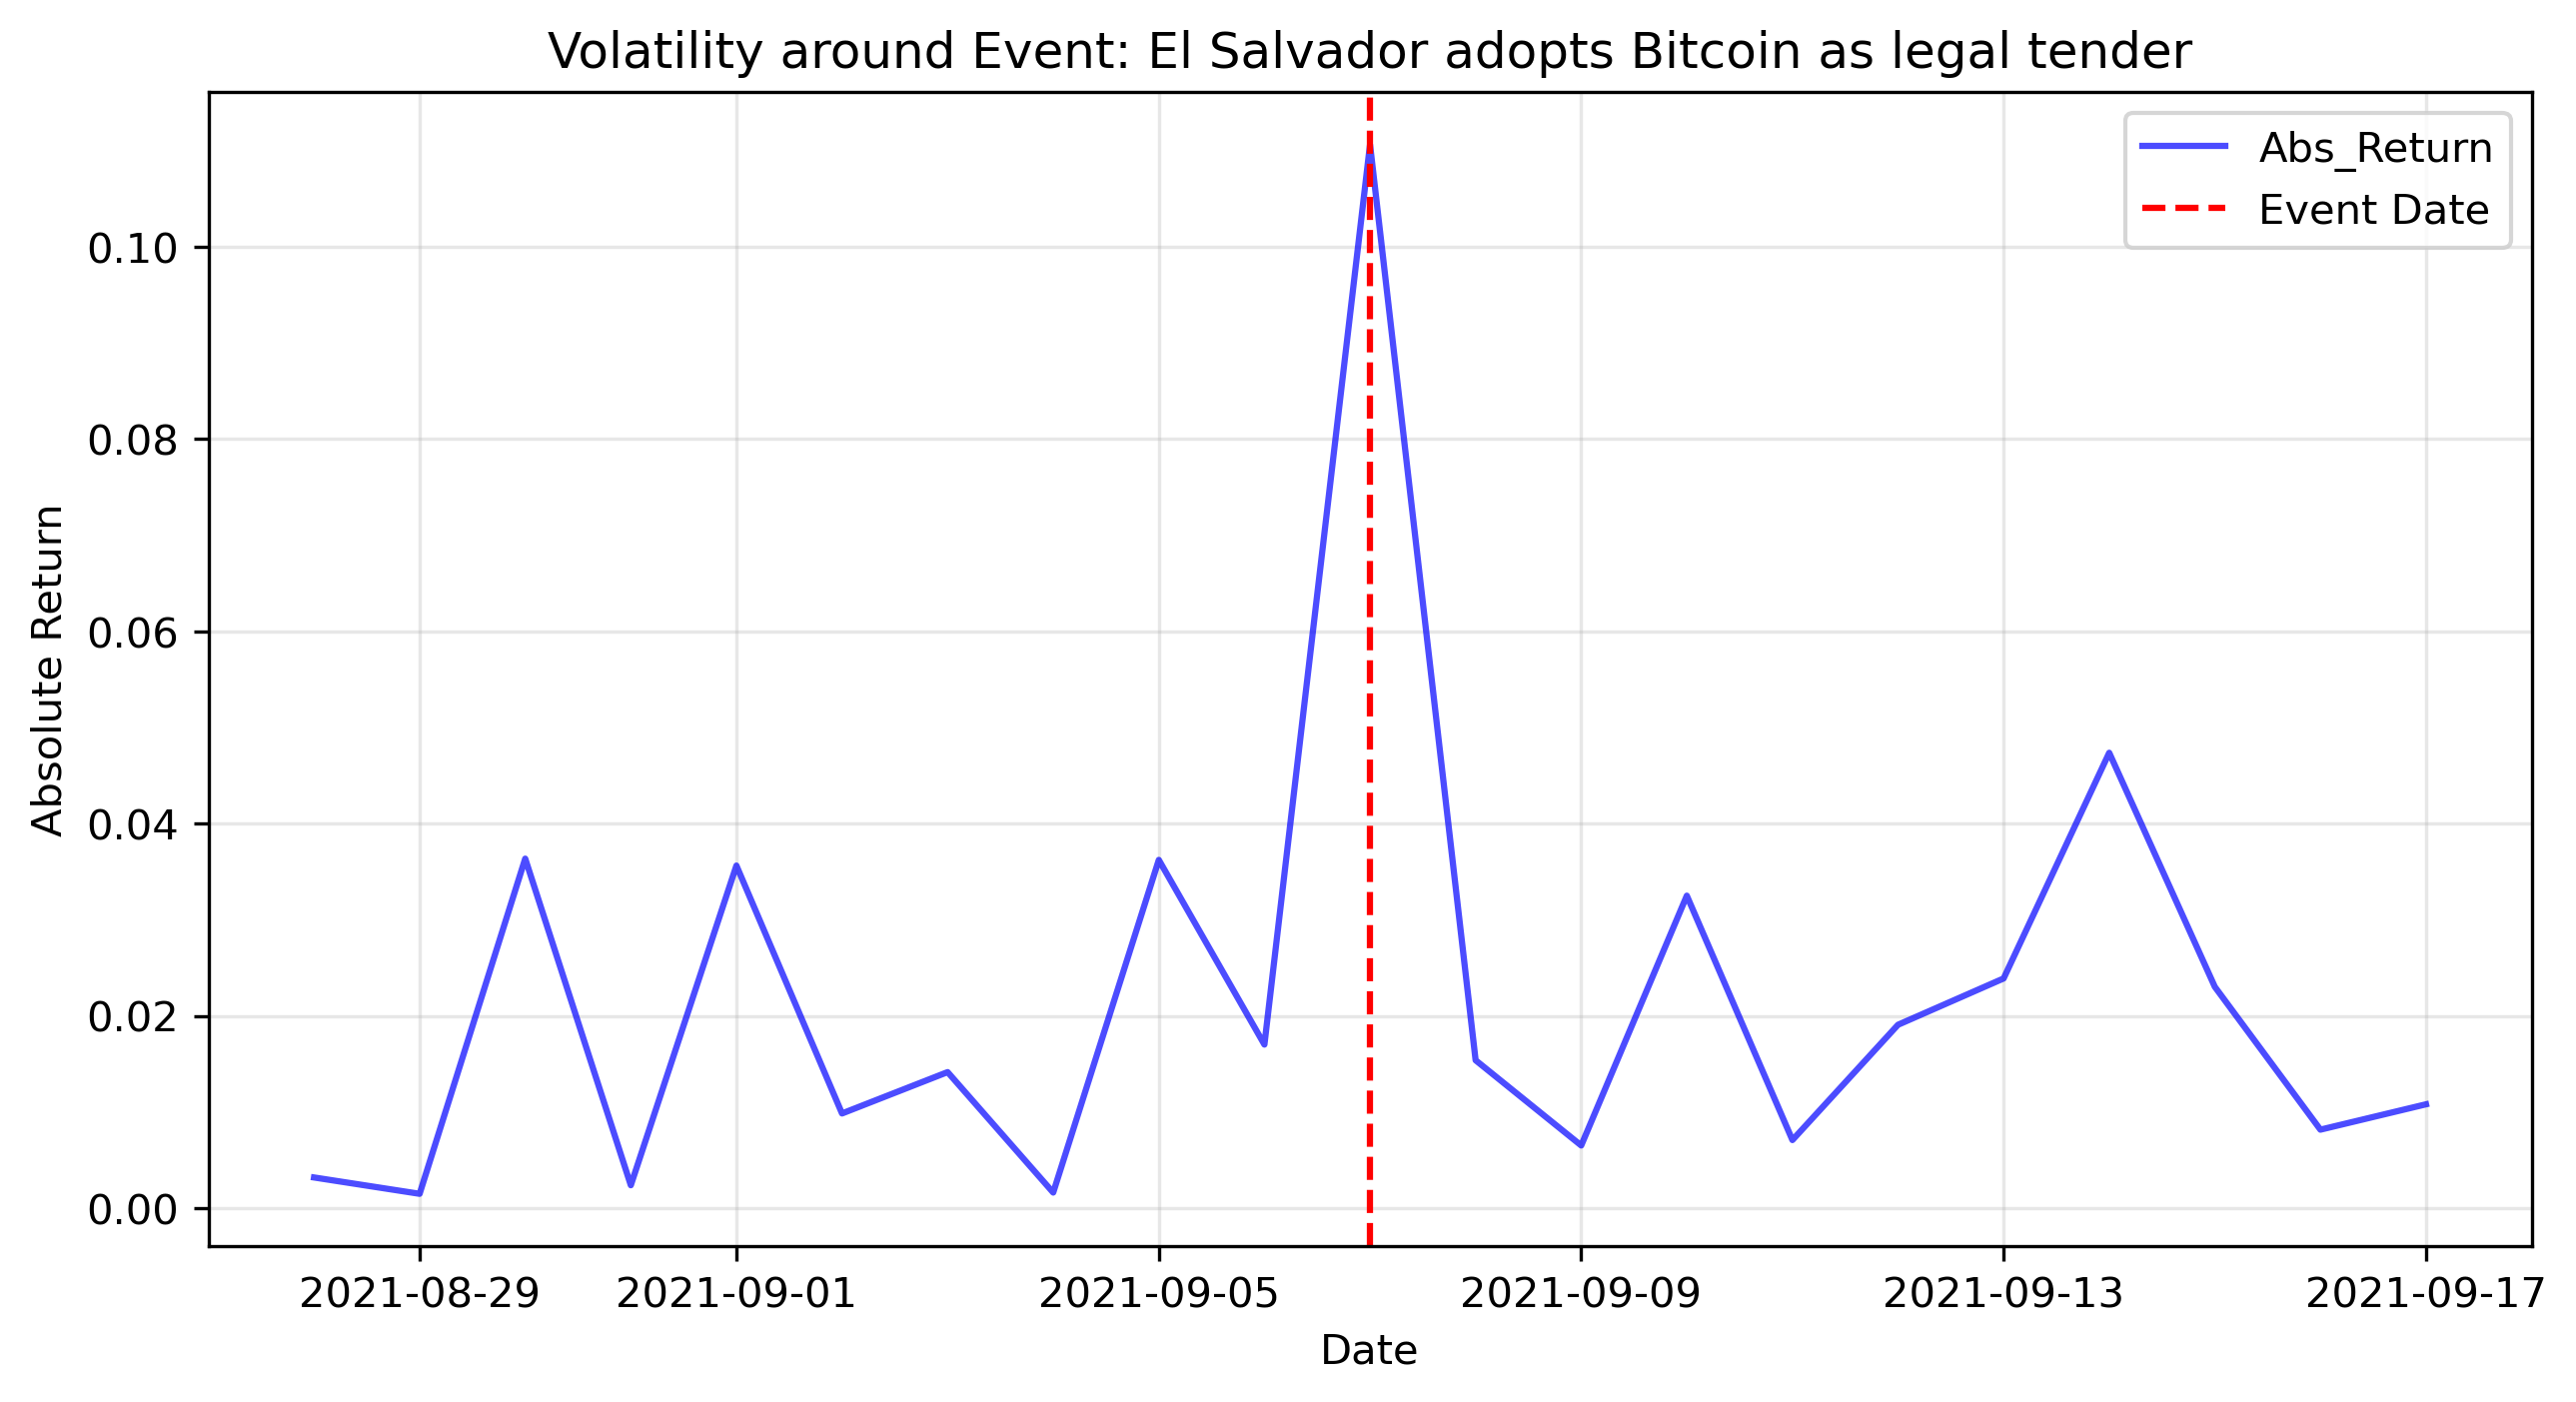 Volatility around Event: El Salvador adopts Bitcoin as legal tender
Abs_Return
Event Date
Absolute Return
0.10
0.08
0.06
0.04
0.02
0.00
2021-08-29 2021-09-01 2021-09-05 2021-09-09 2021-09-13 2021-09-17
Date